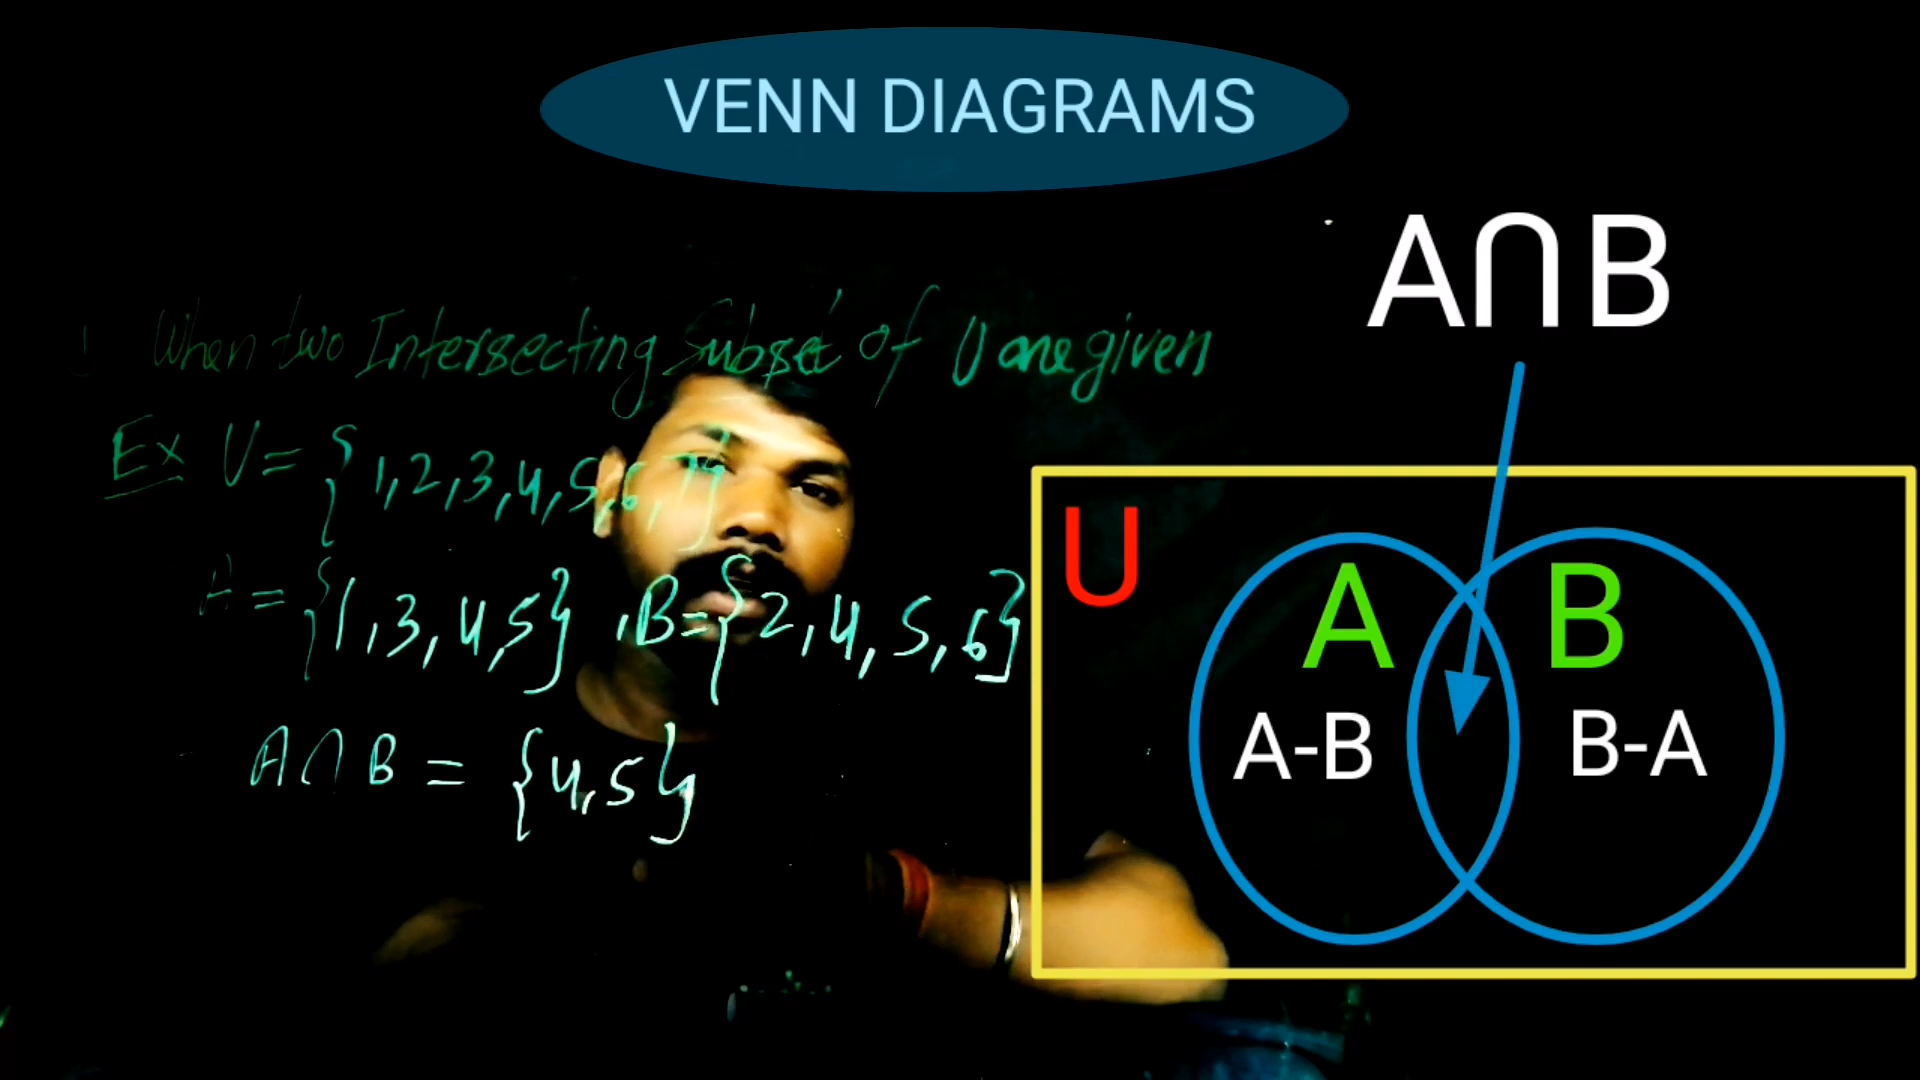 VENN DIAGRAMS
When two Intersecting Subset of U are given
Ex U = {1,2,3,4,5,6,7}
A = {1,3,4,5} , B={2,4,5,6}
A∩B = {4,5}
A∩B
U
A B
A-B B-A